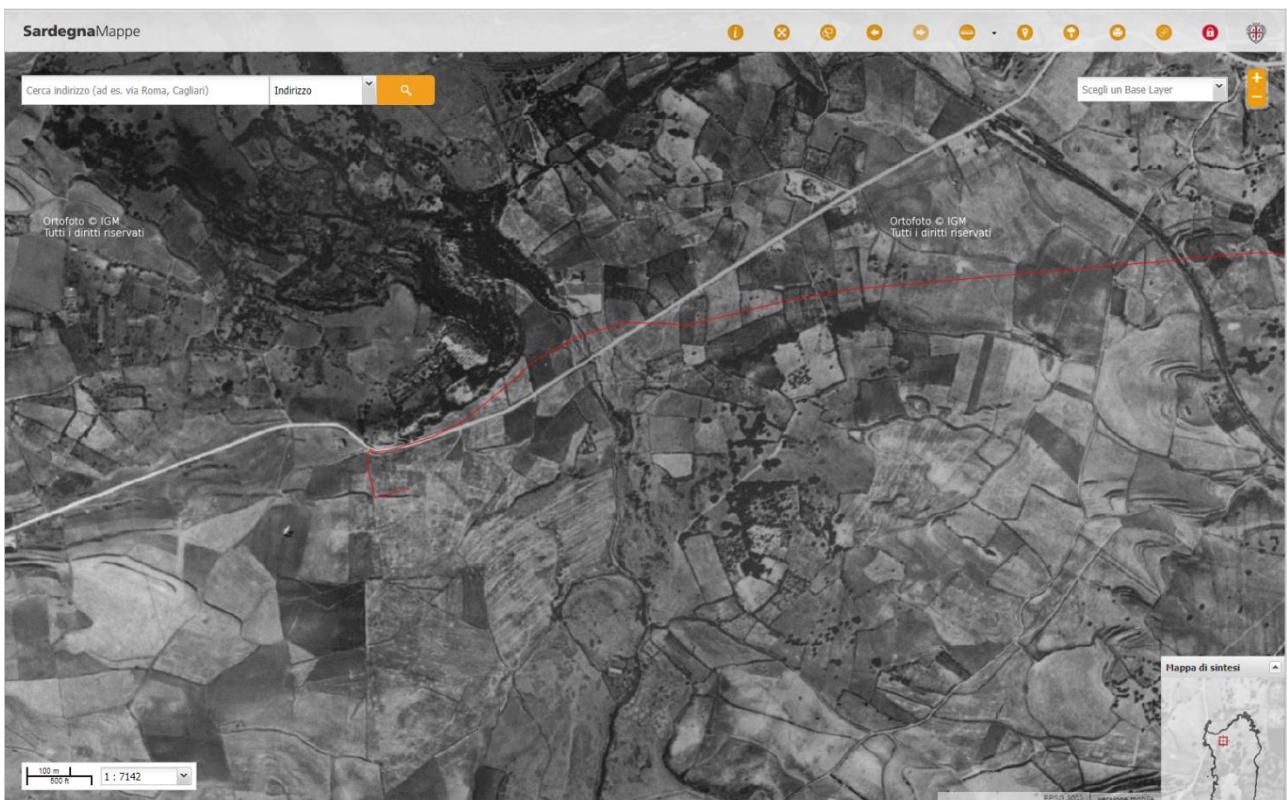 SardegnaMappe
Cerca indirizzo (ad es. via Roma, Cagliari)
Indirizzo
Scegli un Base Layer
Ortofoto © IGM
Tutti i diritti riservati
Ortofoto © IGM
Tutti i diritti riservati
Mappa di sintesi
100 m
500 ft
1 : 7142